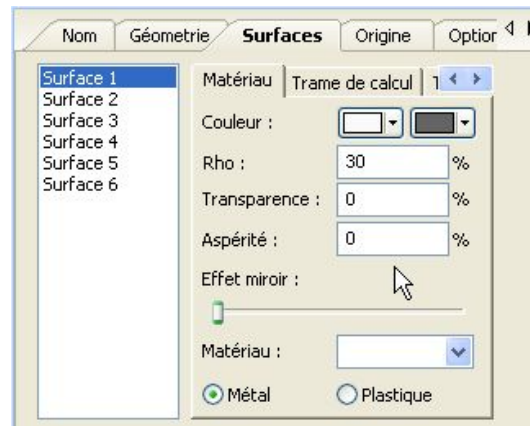 Nom Géometrie Surfaces Origine Option
Surface 1
Surface 2
Surface 3
Surface 4
Surface 5
Surface 6
Matériau Trame de calcul
Couleur :
Rho : 30 %
Transparence : 0 %
Aspérité : 0 %
Effet miroir :
Matériau :
Métal Plastique